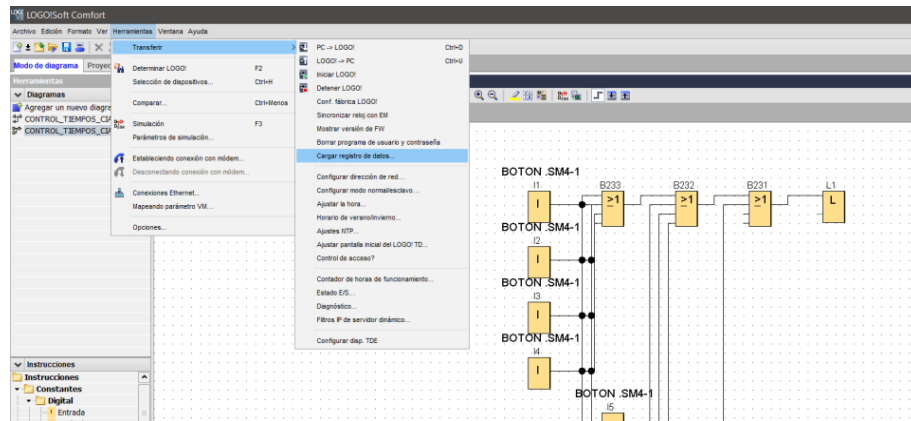 LOGO!Soft Comfort
Archivo Edición Formato Ver Herramientas Ventana Ayuda
Modo de diagrama Proyec
Herramientas
Diagramas
Agregar un nuevo diagra
CONTROL_TIEMPOS_CI
CONTROL_TIEMPOS_CI
Transferir
Determinar LOGO! F2
Selección de dispositivos... Ctrl+H
Comparar... Ctrl+Menos
Simulación F3
Parámetros de simulación...
Estableciendo conexión con módem...
Desconectando conexión con módem...
Conexiones Ethernet...
Mapeando parámetro VM...
Opciones...
PC -> LOGO! Ctrl+D
LOGO! -> PC Ctrl+U
Iniciar LOGO!
Detener LOGO!
Conf. fábrica LOGO!
Sincronizar reloj con EM
Mostrar versión de FW
Borrar programa de usuario y contraseña
Cargar registro de datos...
Configurar dirección de red...
Configurar modo normal/esclavo...
Ajustar la hora...
Horario de verano/invierno...
Ajustes NTP...
Ajustar pantalla inicial del LOGO! TD...
Control de acceso?
Contador de horas de funcionamiento...
Estado E/S...
Diagnóstico...
Filtros IP de servidor dinámico...
Configurar disp. TDE
BOTON .SM4-1
I1 B233 B232 B231 L1
I >1 >1 >1 L
BOTON .SM4-1
I2
I
BOTON .SM4-1
I3
I
BOTON .SM4-1
I4
I
BOTON .SM4-1
I5
Instrucciones
Instrucciones
Constantes
Digital
Entrada